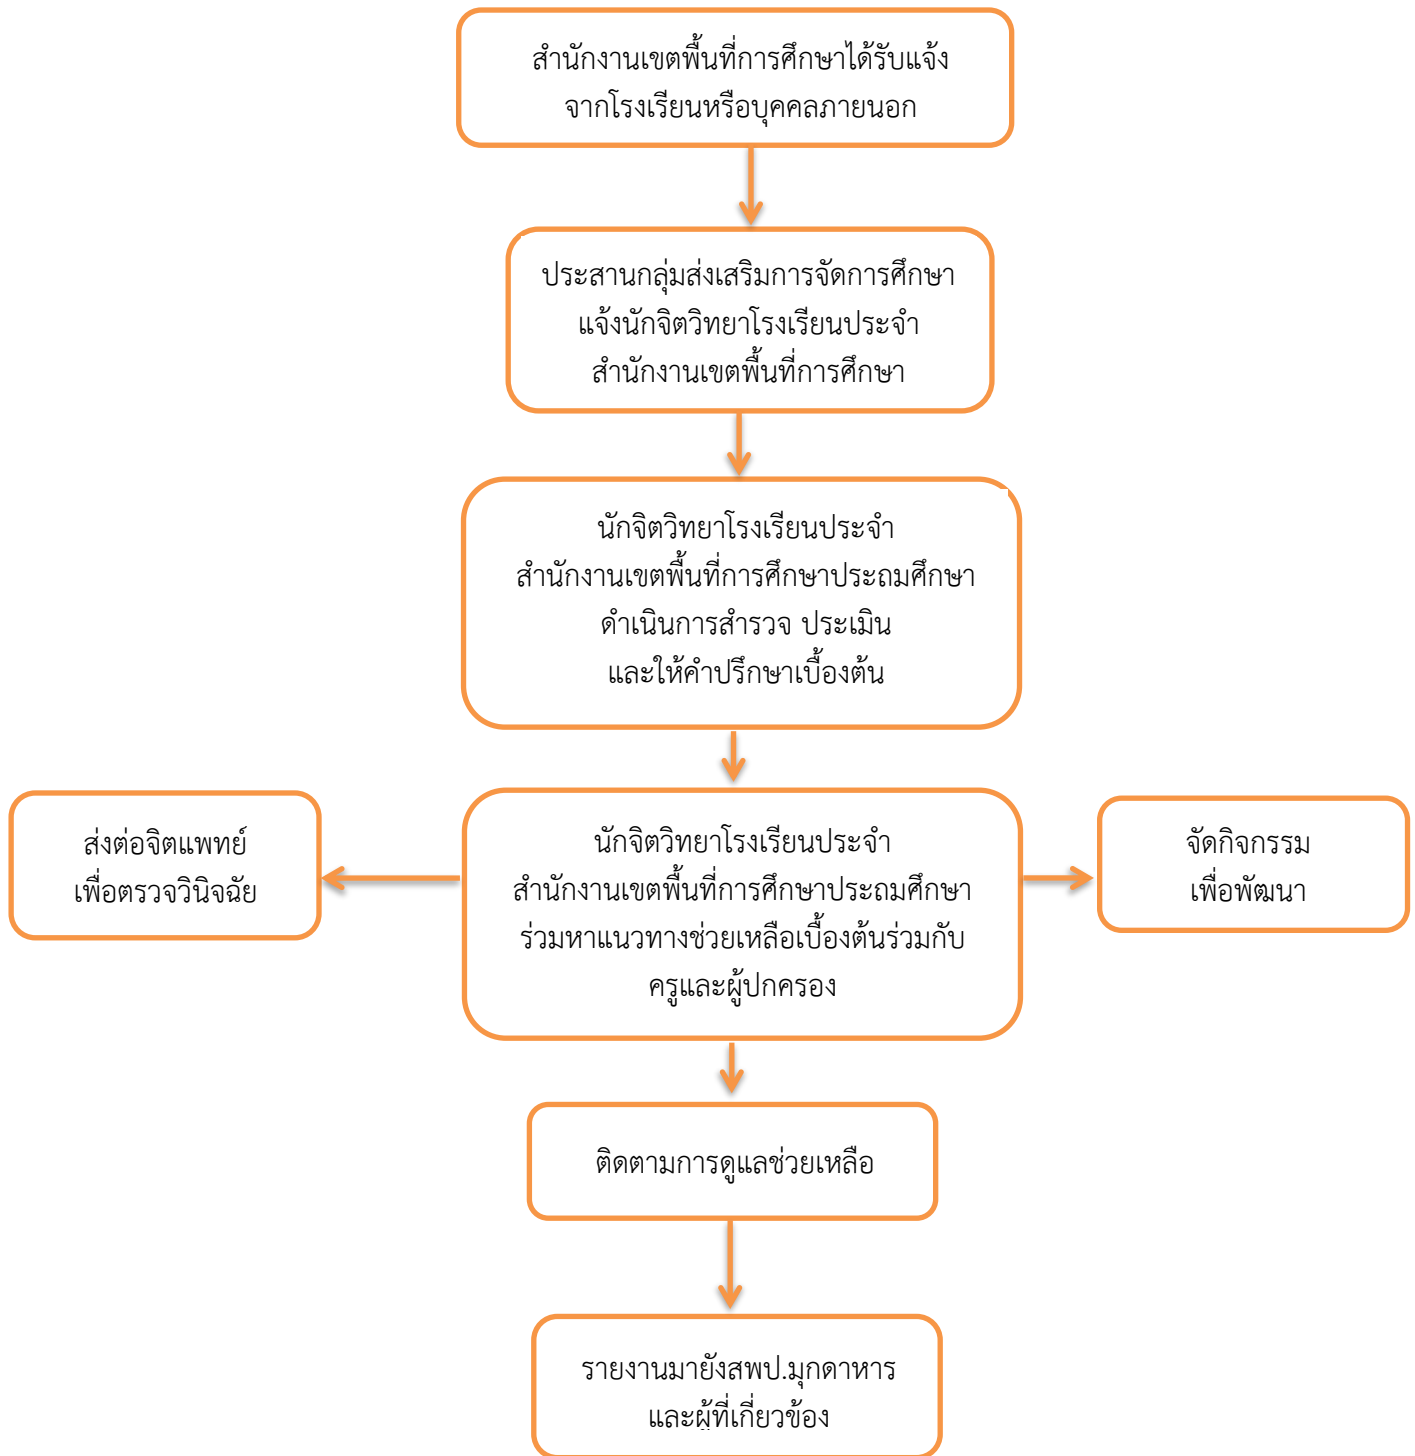 สำนักงานเขตพื้นที่การศึกษาได้รับแจ้ง
จากโรงเรียนหรือบุคคลภายนอก
ประสานกลุ่มส่งเสริมการจัดการศึกษา
แจ้งนักจิตวิทยาโรงเรียนประจำ
สำนักงานเขตพื้นที่การศึกษา
นักจิตวิทยาโรงเรียนประจำ
สำนักงานเขตพื้นที่การศึกษาประถมศึกษา
ดำเนินการสำรวจ ประเมิน
และให้คำปรึกษาเบื้องต้น
ส่งต่อจิตแพทย์
เพื่อตรวจวินิจฉัย
นักจิตวิทยาโรงเรียนประจำ
สำนักงานเขตพื้นที่การศึกษาประถมศึกษา
ร่วมหาแนวทางช่วยเหลือเบื้องต้นร่วมกับ
ครูและผู้ปกครอง
จัดกิจกรรม
เพื่อพัฒนา
ติดตามการดูแลช่วยเหลือ
รายงานมายังสพป.มุกดาหาร
และผู้ที่เกี่ยวข้อง